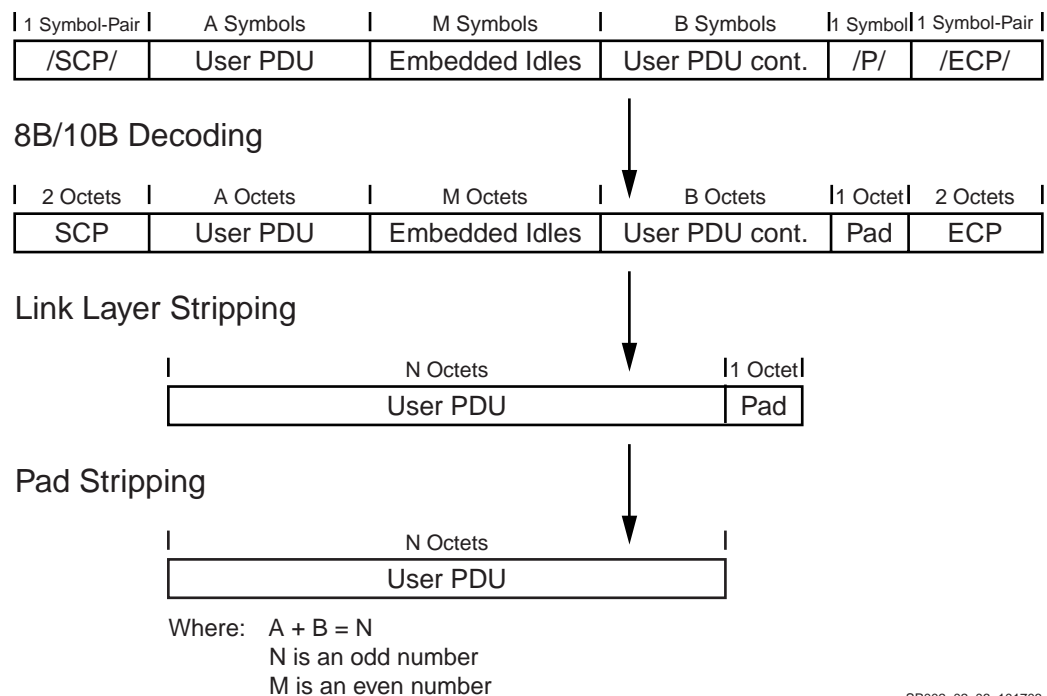 1 Symbol-Pair A Symbols M Symbols B Symbols 1 Symbol 1 Symbol-Pair
/SCP/ User PDU Embedded Idles User PDU cont. /P/ /ECP/
8B/10B Decoding
2 Octets A Octets M Octets B Octets 1 Octet 2 Octets
SCP User PDU Embedded Idles User PDU cont. Pad ECP
Link Layer Stripping
N Octets 1 Octet
User PDU Pad
Pad Stripping
N Octets
User PDU
Where: A + B = N
N is an odd number
M is an even number